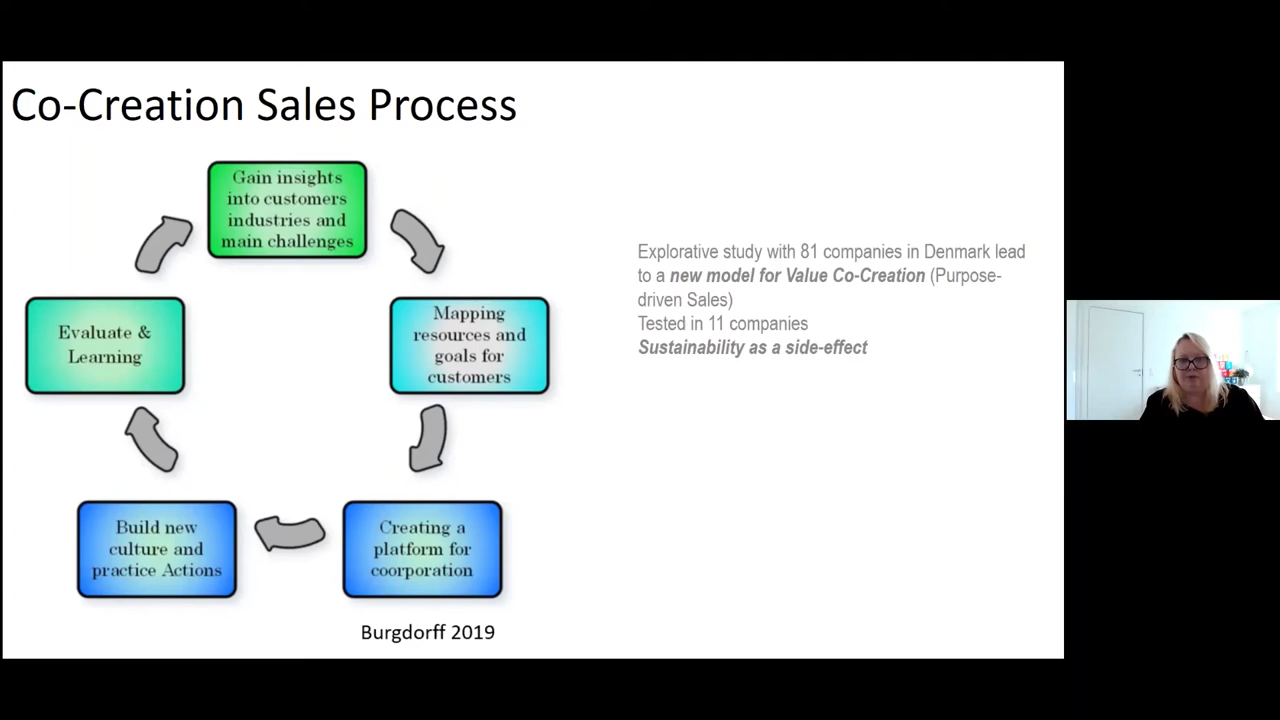 Co-Creation Sales Process
Gain insights
into customers
industries and
main challenges
Mapping
resources and
goals for
customers
Creating a
platform for
coorporation
Build new
culture and
practice Actions
Evaluate &
Learning
Burgdorff 2019
Explorative study with 81 companies in Denmark lead
to a new model for Value Co-Creation (Purpose-
driven Sales)
Tested in 11 companies
Sustainability as a side-effect